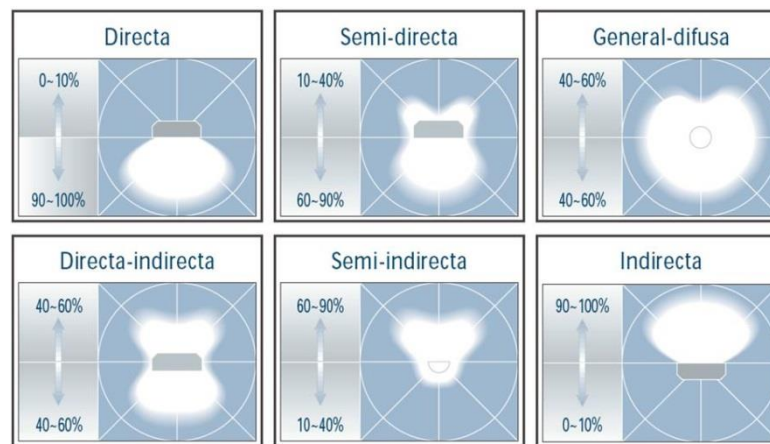 Directa
0~10%
90~100%
Semi-directa
10~40%
60~90%
General-difusa
40~60%
40~60%
Directa-indirecta
40~60%
40~60%
Semi-indirecta
60~90%
10~40%
Indirecta
90~100%
0~10%